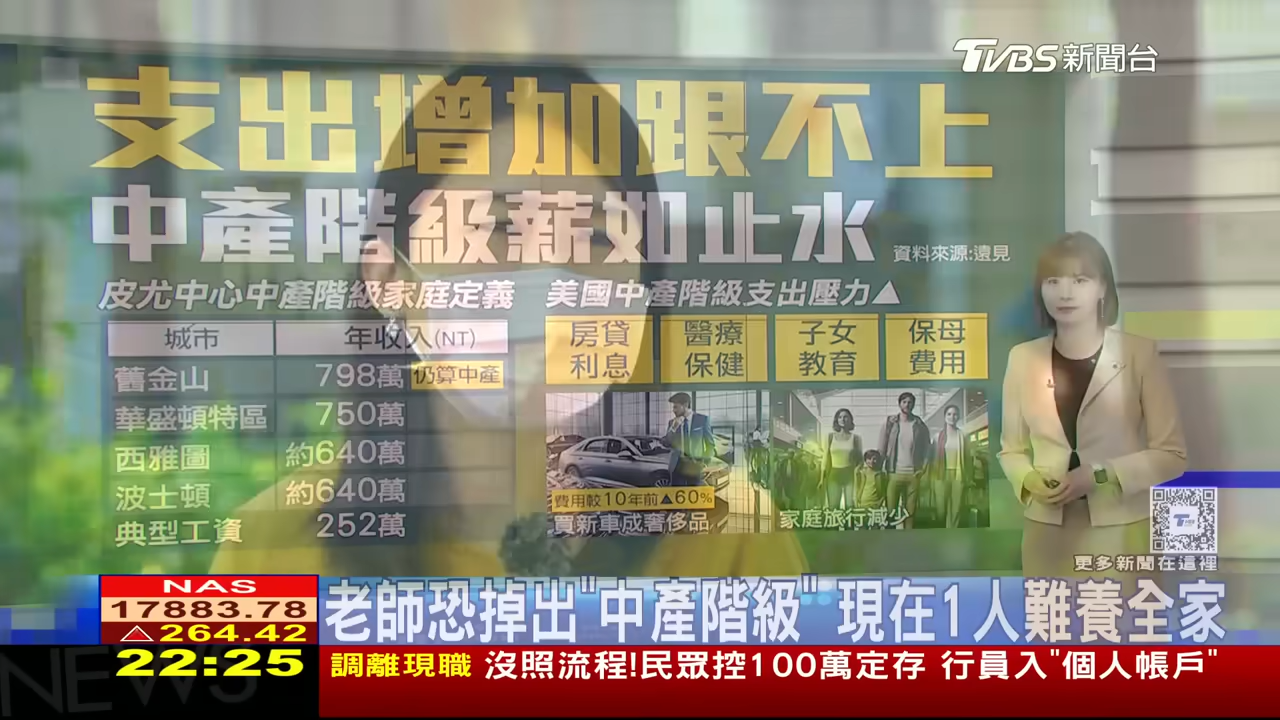 TVBS新聞台
支出增加跟不上
中產階級薪如止水
資料來源:遠見
皮尤中心中產階級家庭定義
美國中產階級支出壓力▲
城市 年收入(NT)
舊金山 798萬 仍算中產
華盛頓特區 750萬
西雅圖 約640萬
波士頓 約640萬
典型工資 252萬
房貸利息
醫療保健
子女教育
保母費用
費用較10年前▲60%
買新車成奢侈品
家庭旅行減少
更多新聞在這裡
NAS
17883.78
△264.42
22:25
老師恐掉出"中產階級" 現在1人難養全家
調離現職 沒照流程!民眾控100萬定存 行員入"個人帳戶"
NEWS